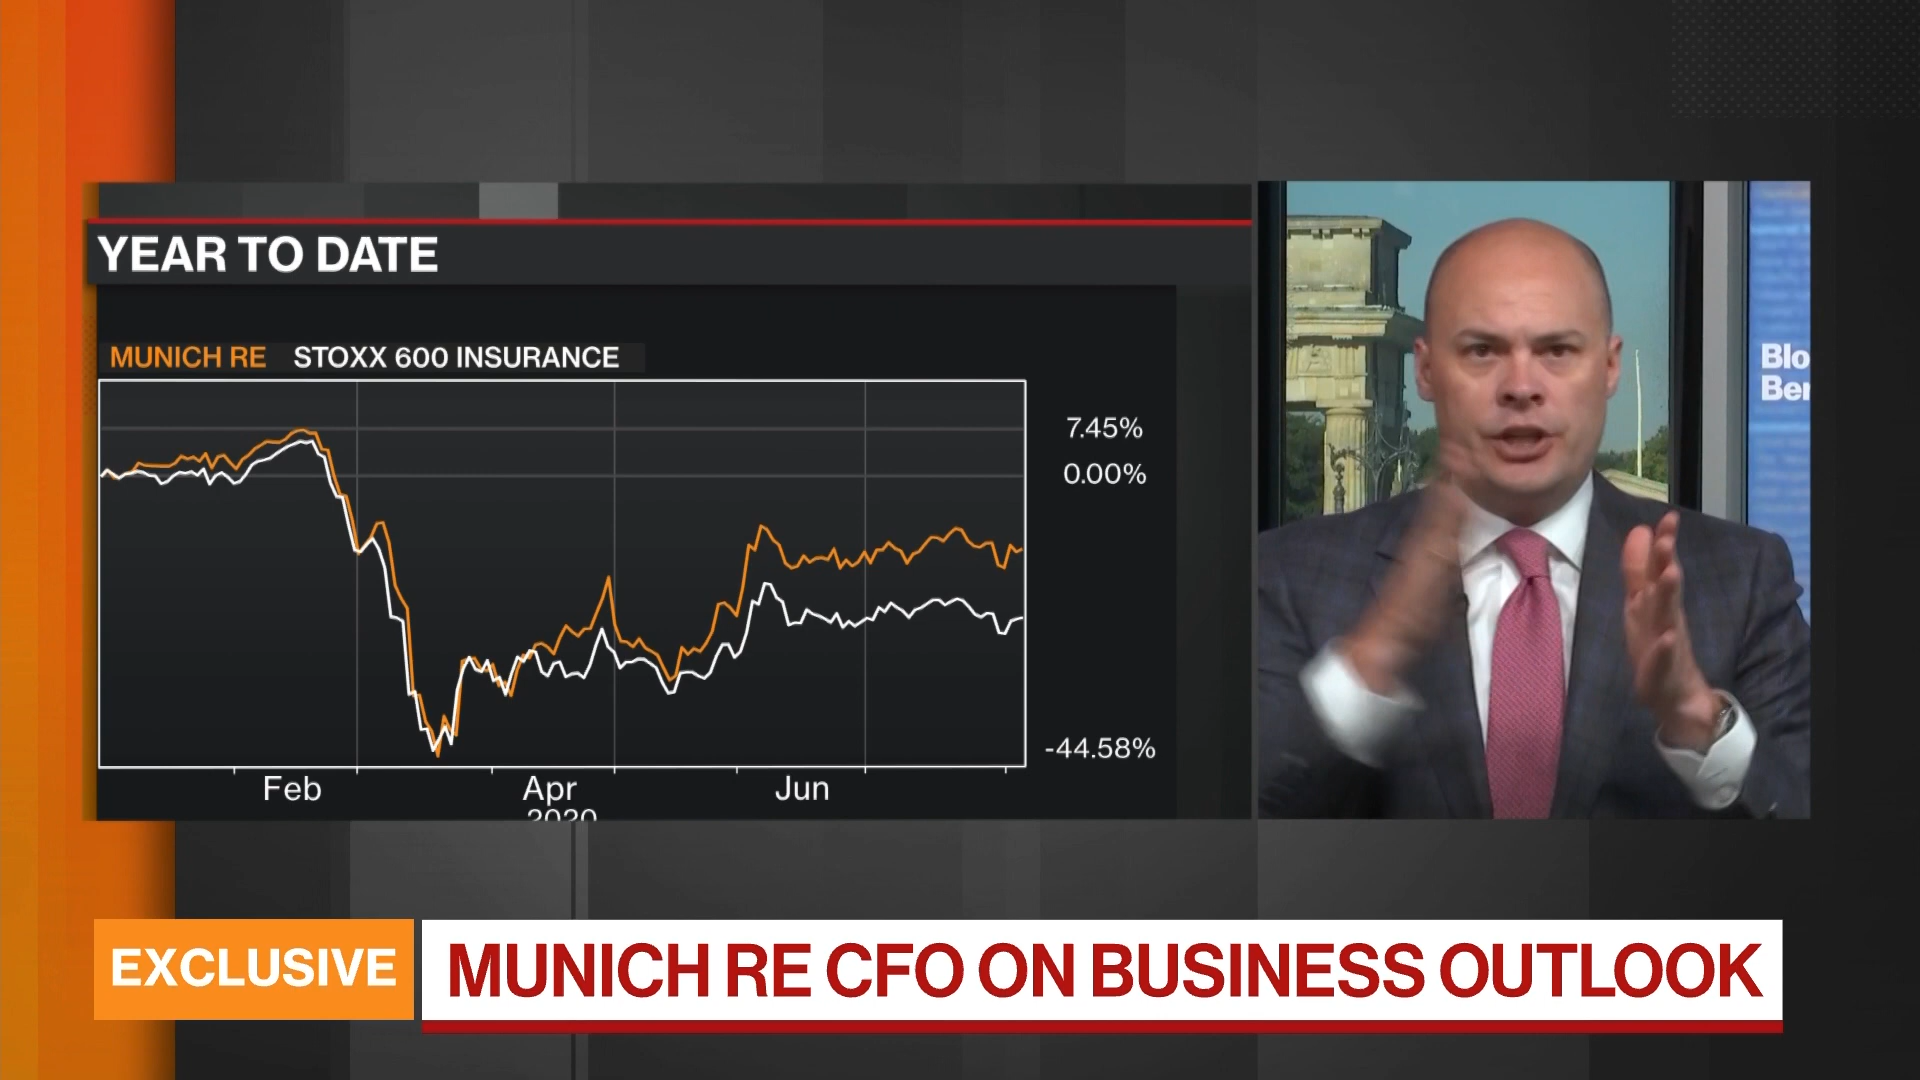 YEAR TO DATE
MUNICH RE STOXX 600 INSURANCE
7.45%
0.00%
-44.58%
Feb Apr Jun
2020
Blo
Ber
EXCLUSIVE MUNICH RE CFO ON BUSINESS OUTLOOK